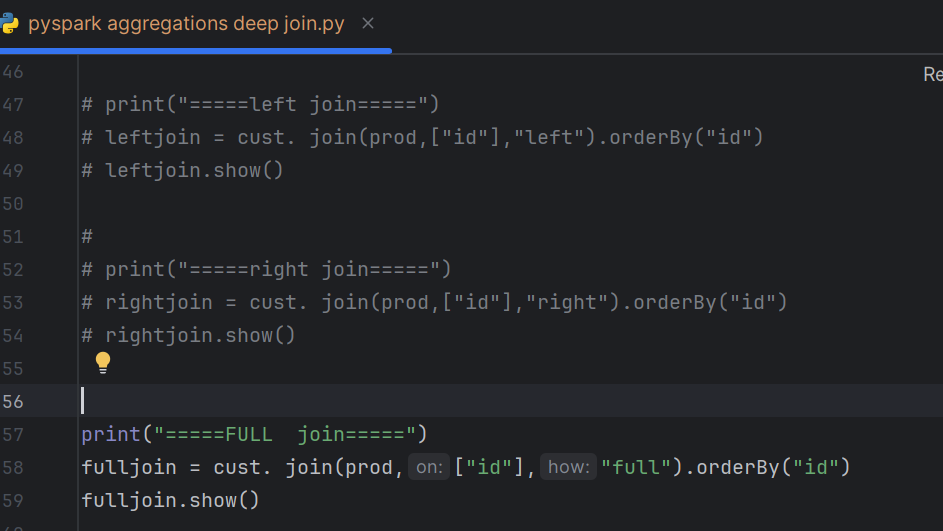 pyspark aggregations deep join.py ×
46
Re
47 # print("=====left join=====")
48 # leftjoin = cust. join(prod,["id"],"left").orderBy("id")
49 # leftjoin.show()
50
51 #
52 # print("=====right join=====")
53 # rightjoin = cust. join(prod,["id"],"right").orderBy("id")
54 # rightjoin.show()
55
56
57 print("=====FULL  join=====")
58 fulljoin = cust. join(prod, on: ["id"], how: "full").orderBy("id")
59 fulljoin.show()